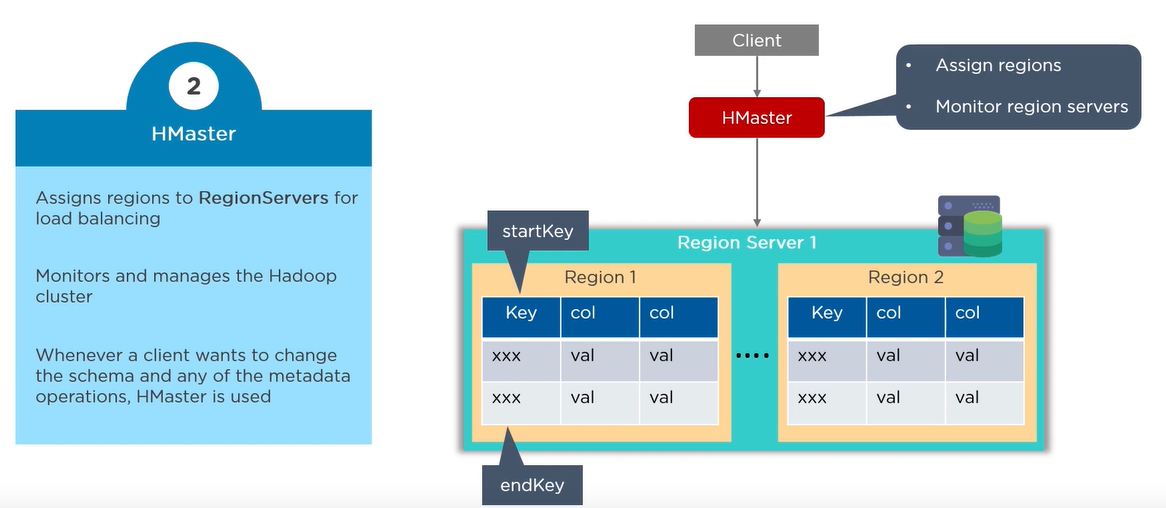 2
HMaster
Assigns regions to RegionServers for
load balancing
Monitors and manages the Hadoop
cluster
Whenever a client wants to change
the schema and any of the metadata
operations, HMaster is used
Client
HMaster
• Assign regions
• Monitor region servers
startKey
Region Server 1
Region 1
Key col col
xxx val val
xxx val val
endKey
....
Region 2
Key col col
xxx val val
xxx val val